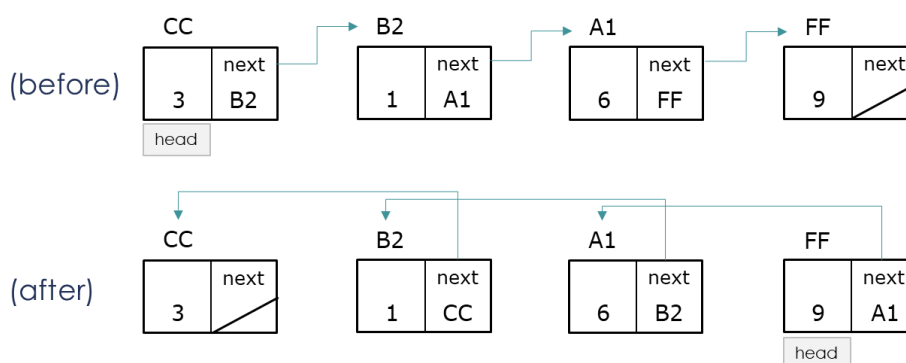 CC B2 A1 FF
(before)
next next next next
3 B2 1 A1 6 FF 9
head
CC B2 A1 FF
(after)
next next next next
3 1 CC 6 B2 9 A1
head